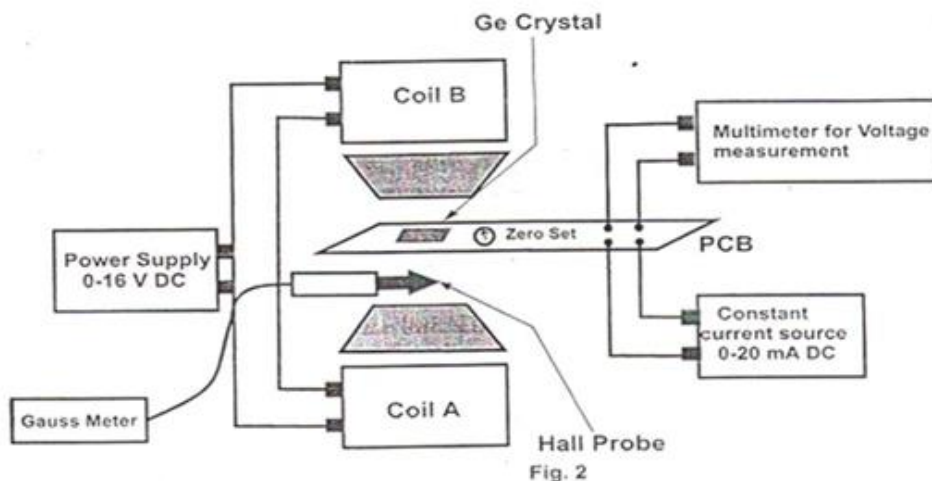 Ge Crystal
Coil B
Multimeter for Voltage
measurement
Zero Set
PCB
Power Supply
0-16 V DC
Constant
current source
0-20 mA DC
Coil A
Gauss Meter
Hall Probe
Fig. 2